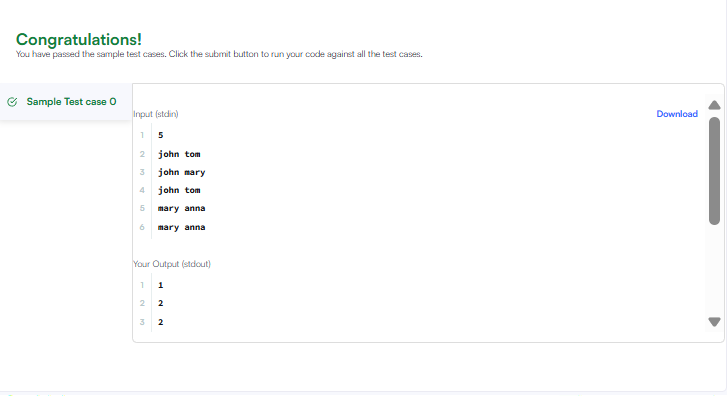 Congratulations!
You have passed the sample test cases. Click the submit button to run your code against all the test cases.
Sample Test case 0
Input (stdin)
Download
1 5
2 john tom
3 john mary
4 john tom
5 mary anna
6 mary anna
Your Output (stdout)
1 1
2 2
3 2